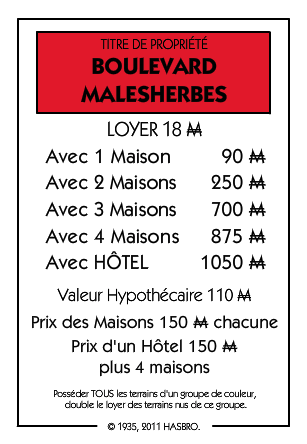 TITRE DE PROPRIÉTÉ
BOULEVARD
MALESHERBES
LOYER 18 ₩
Avec 1 Maison 90 ₩
Avec 2 Maisons 250 ₩
Avec 3 Maisons 700 ₩
Avec 4 Maisons 875 ₩
Avec HÔTEL 1050 ₩
Valeur Hypothécaire 110 ₩
Prix des Maisons 150 ₩ chacune
Prix d'un Hôtel 150 ₩
plus 4 maisons
Posséder TOUS les terrains d'un groupe de couleur,
double le loyer des terrains nus de ce groupe.
© 1935, 2011 HASBRO.